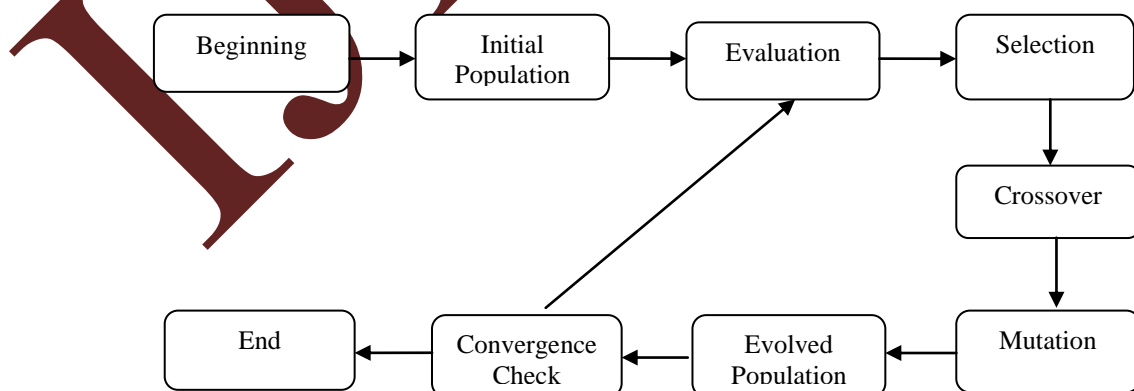 Beginning
Initial
Population
Evaluation
Selection
Crossover
Mutation
Evolved
Population
Convergence
Check
End